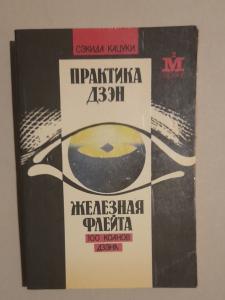 СЭКИДА КАЦУКИ
ПРАКТИКА
ДЗЭН
М
ЖЕЛЕЗНАЯ
ФЛЕЙТА
100 КОАНОВ
ДЗЭНА